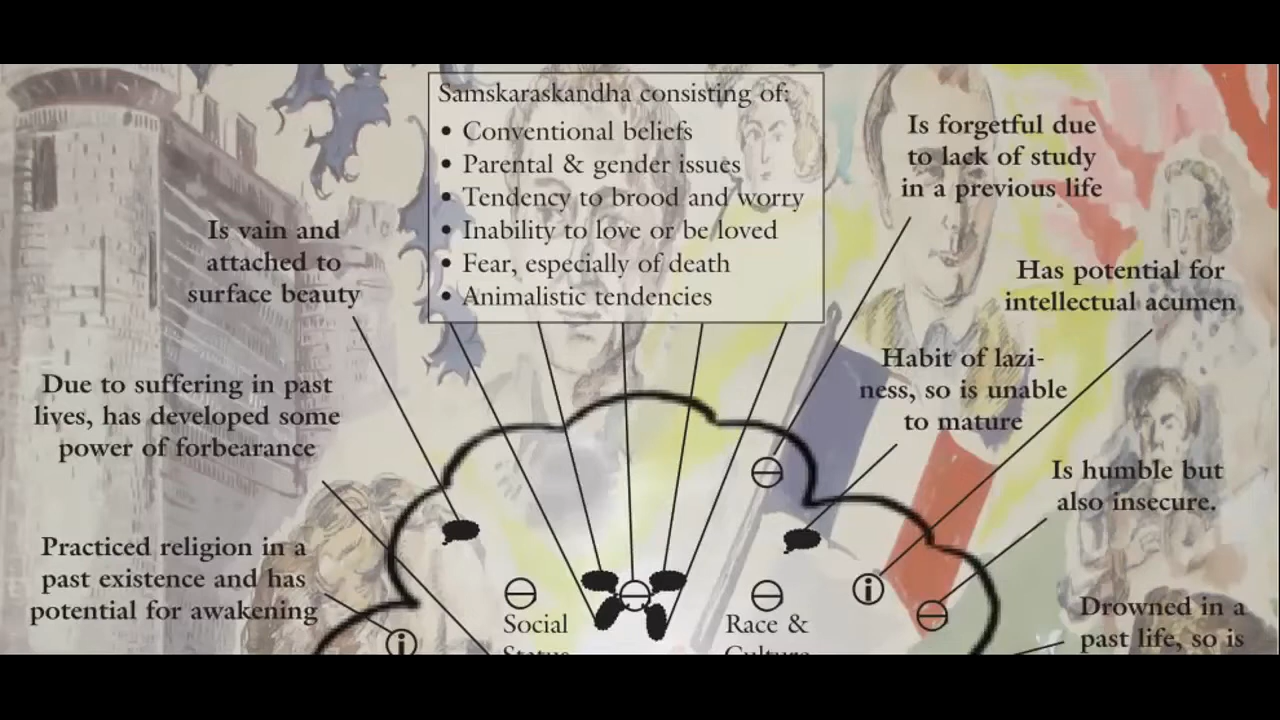 Samskaraskandha consisting of:
• Conventional beliefs
• Parental & gender issues
• Tendency to brood and worry
• Inability to love or be loved
• Fear, especially of death
• Animalistic tendencies
Is forgetful due
to lack of study
in a previous life
Is vain and
attached to
surface beauty
Has potential for
intellectual acumen
Due to suffering in past
lives, has developed some
power of forbearance
Habit of lazi-
ness, so is unable
to mature
Is humble but
also insecure.
Practiced religion in a
past existence and has
potential for awakening
Social
Status
Race &
Culture
Drowned in a
past life, so is